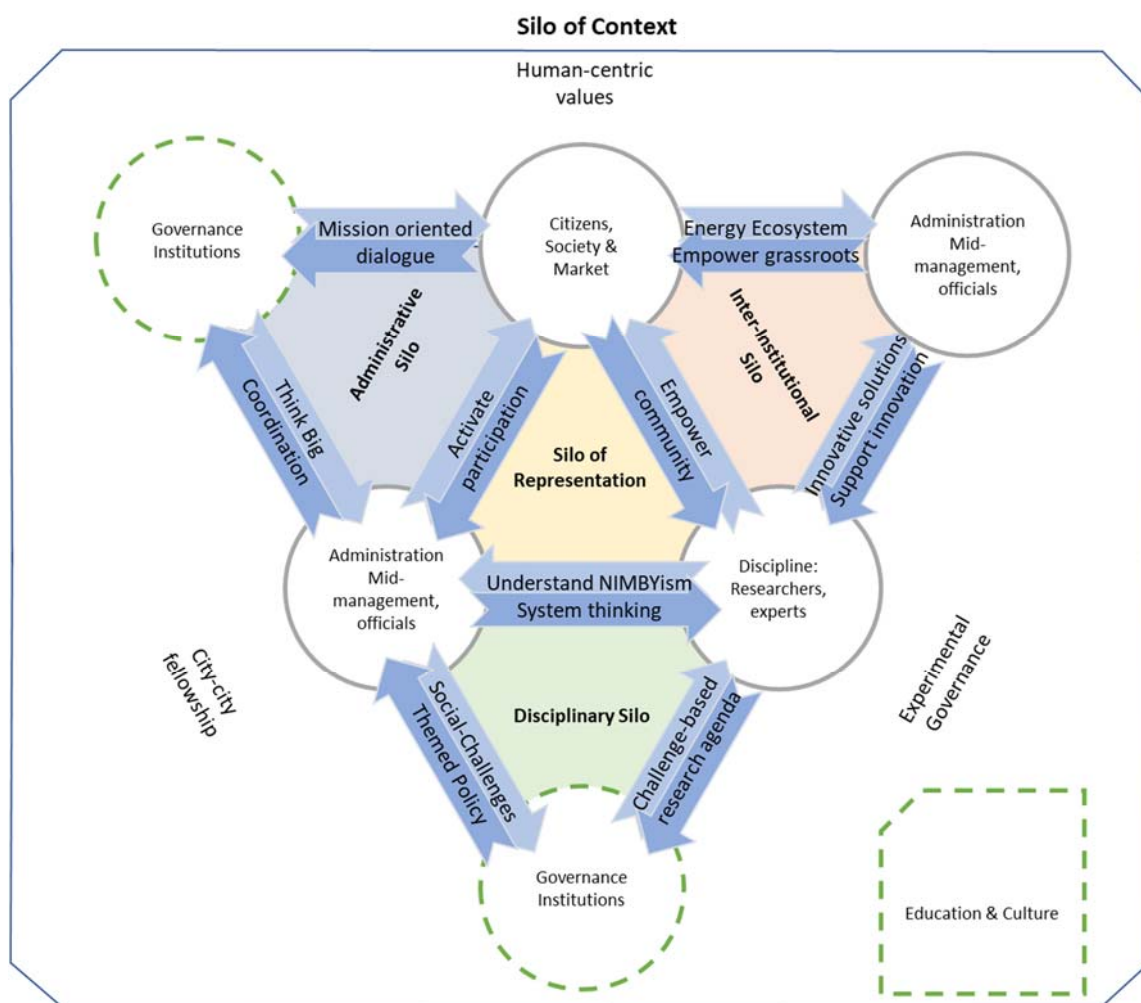 Silo of Context
Human-centric
values
Governance
Institutions
Mission oriented
dialogue
Citizens,
Society &
Market
Energy Ecosystem
Empower grassroots
Administration
Mid-
management,
officials
Administrative
Silo
Inter-Institutional
Silo
Think Big
Coordination
Activate
participation
Empower
community
Innovative solutions
Support innovation
Silo of
Representation
Administration
Mid-
management,
officials
Understand NIMBYism
System thinking
Discipline:
Researchers,
experts
City-city
fellowship
Experimental
Governance
Social-Challenges
Themed Policy
Disciplinary Silo
Challenge-based
research agenda
Governance
Institutions
Education & Culture